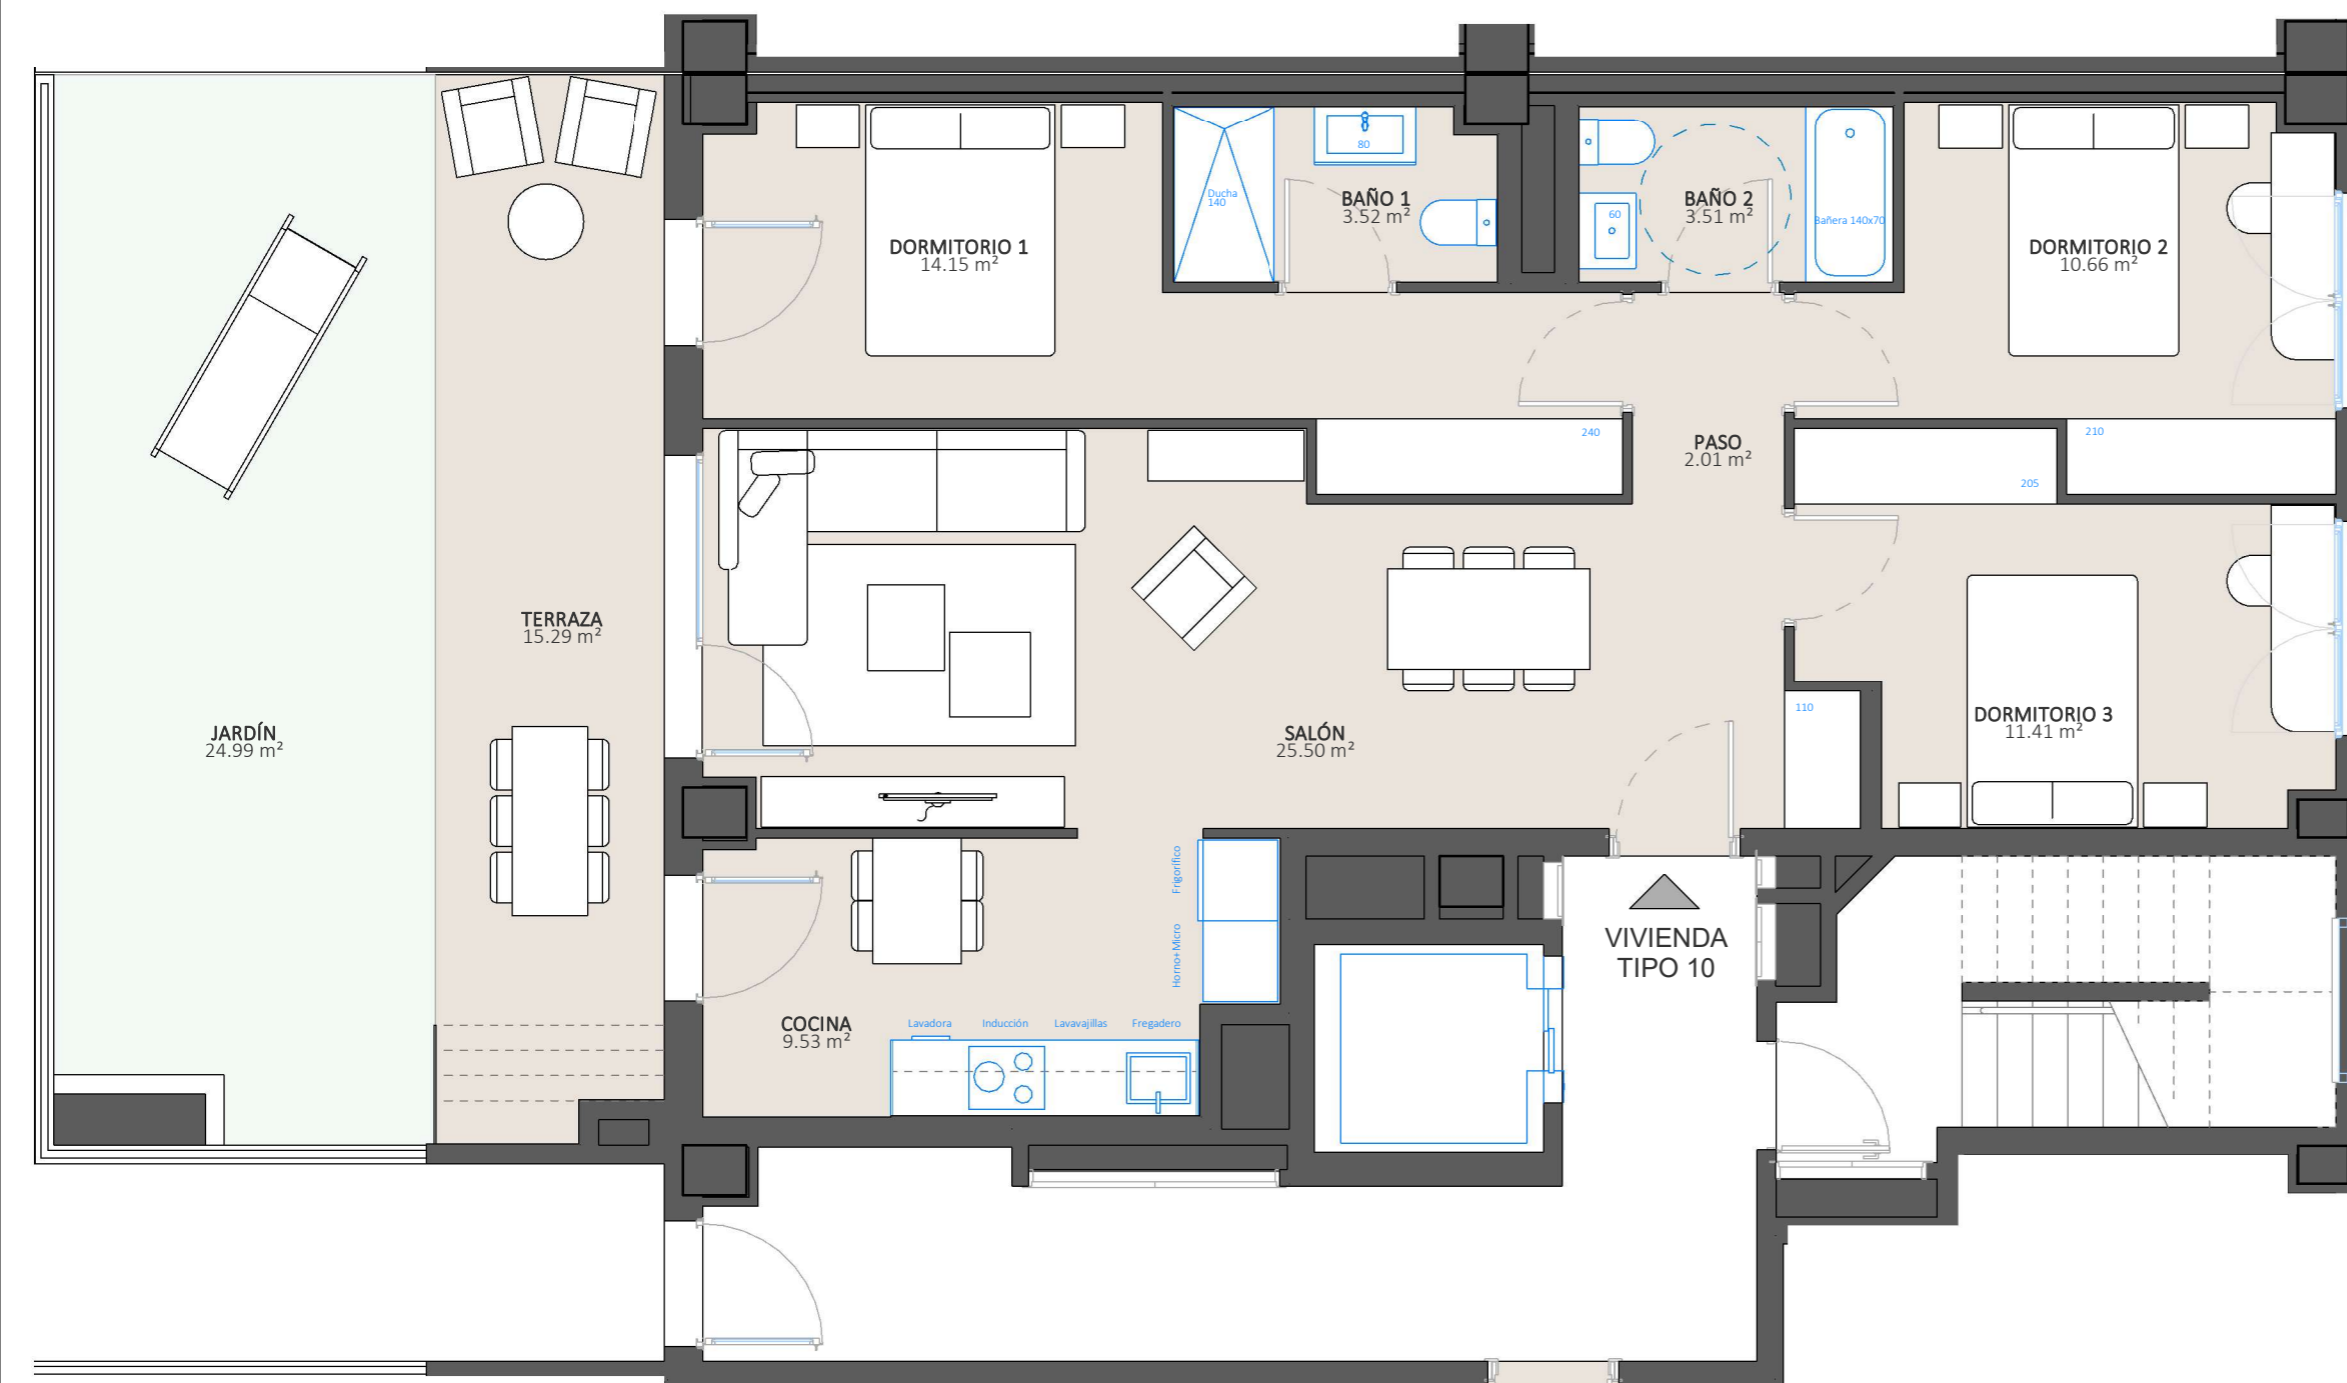 DORMITORIO 1
14.15 m²
Ducha
140
80
BAÑO 1
3.52 m²
60
BAÑO 2
3.51 m²
Bañera 140x70
DORMITORIO 2
10.66 m²
240
PASO
2.01 m²
210
205
TERRAZA
15.29 m²
JARDÍN
24.99 m²
SALÓN
25.50 m²
110
DORMITORIO 3
11.41 m²
Frigorífico
Horno+Micro
VIVIENDA
TIPO 10
COCINA
9.53 m²
Lavadora
Inducción
Lavavajillas
Fregadero